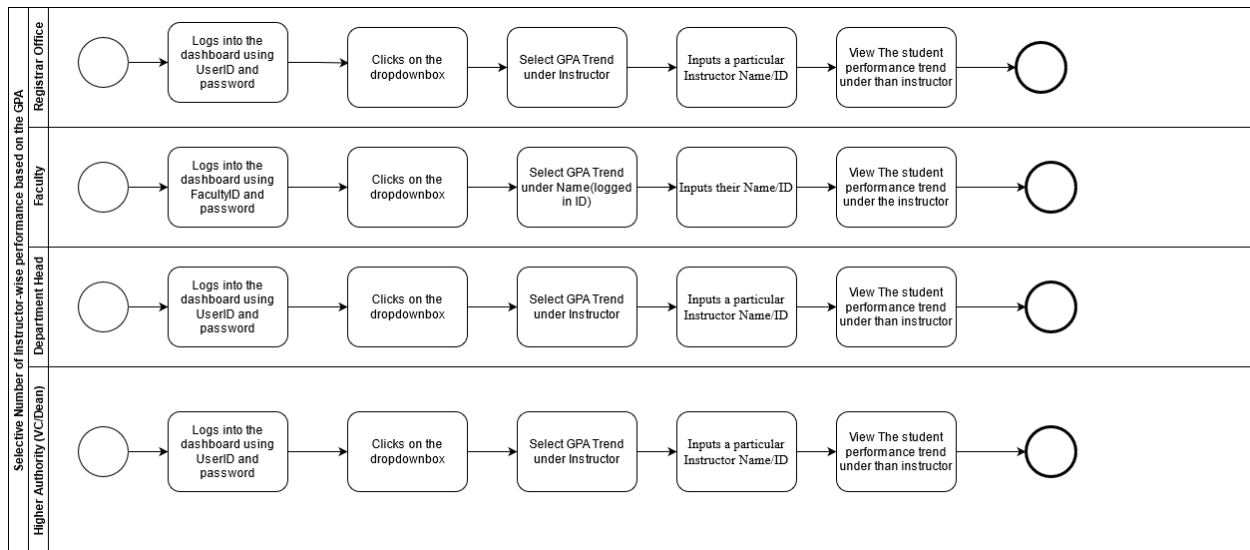 Selective Number of Instructor-wise performance based on the GPA
Registrar Office
Logs into the
dashboard using
UserID and
password
Clicks on the
dropdownbox
Select GPA Trend
under Instructor
Inputs a particular
Instructor Name/ID
View The student
performance trend
under than instructor
Faculty
Logs into the
dashboard using
FacultyID and
password
Clicks on the
dropdownbox
Select GPA Trend
under Name(logged
in ID)
Inputs their Name/ID
View The student
performance trend
under the instructor
Department Head
Logs into the
dashboard using
UserID and
password
Clicks on the
dropdownbox
Select GPA Trend
under Instructor
Inputs a particular
Instructor Name/ID
View The student
performance trend
under than instructor
Higher Authority (VC/Dean)
Logs into the
dashboard using
UserID and
password
Clicks on the
dropdownbox
Select GPA Trend
under Instructor
Inputs a particular
Instructor Name/ID
View The student
performance trend
under than instructor